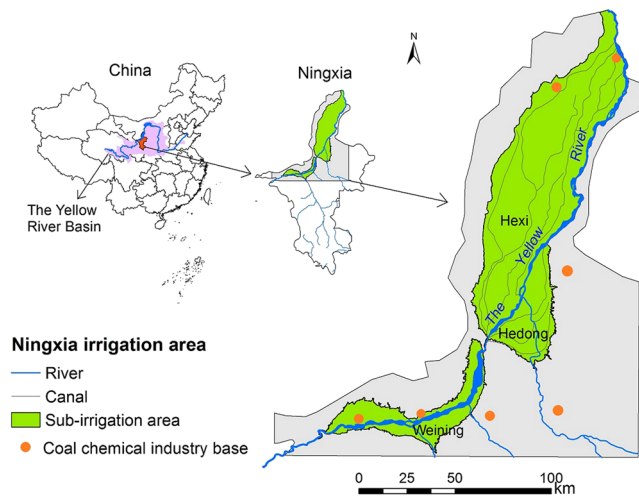 China
Ningxia
N
The Yellow
River Basin
Hexi
The Yellow River
Hedong
Weining
Ningxia irrigation area
River
Canal
Sub-irrigation area
Coal chemical industry base
0 25 50 100
km